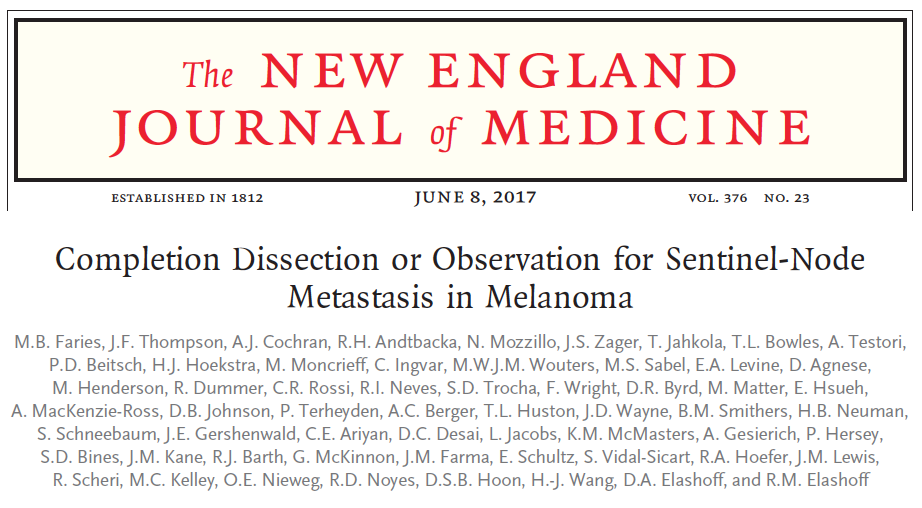 The NEW ENGLAND
JOURNAL of MEDICINE
ESTABLISHED IN 1812 JUNE 8, 2017 VOL. 376 NO. 23
Completion Dissection or Observation for Sentinel-Node
Metastasis in Melanoma
M.B. Faries, J.F. Thompson, A.J. Cochran, R.H. Andtbacka, N. Mozzillo, J.S. Zager, T. Jahkola, T.L. Bowles, A. Testori,
P.D. Beitsch, H.J. Hoekstra, M. Moncrieff, C. Ingvar, M.W.J.M. Wouters, M.S. Sabel, E.A. Levine, D. Agnese,
M. Henderson, R. Dummer, C.R. Rossi, R.I. Neves, S.D. Trocha, F. Wright, D.R. Byrd, M. Matter, E. Hsueh,
A. MacKenzie-Ross, D.B. Johnson, P. Terheyden, A.C. Berger, T.L. Huston, J.D. Wayne, B.M. Smithers, H.B. Neuman,
S. Schneebaum, J.E. Gershenwald, C.E. Ariyan, D.C. Desai, L. Jacobs, K.M. McMasters, A. Gesierich, P. Hersey,
S.D. Bines, J.M. Kane, R.J. Barth, G. McKinnon, J.M. Farma, E. Schultz, S. Vidal-Sicart, R.A. Hoefer, J.M. Lewis,
R. Scheri, M.C. Kelley, O.E. Nieweg, R.D. Noyes, D.S.B. Hoon, H.-J. Wang, D.A. Elashoff, and R.M. Elashoff